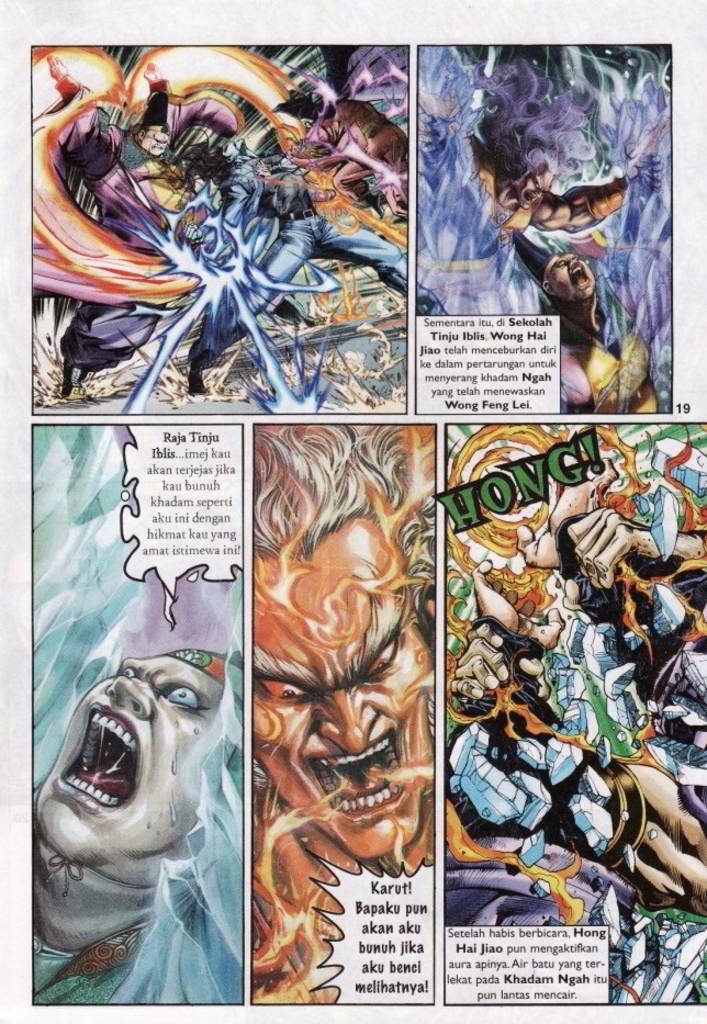 Sementara itu, di Sekolah
Tinju Iblis, Wong Hai
Jiao telah menceburkan diri
ke dalam pertarungan untuk
menyerang khadam Ngah
yang telah menewaskan
Wong Feng Lei.
19
Raja Tinju
Iblis...imej kau
akan terjejas jika
kau bunuh
khadam seperti
aku ini dengan
hikmat kau yang
amat istimewa ini!
Karut!
Bapaku pun
akan aku
bunuh jika
aku benci
melihatnya!
HONG!
Setelah habis berbicara, Hong
Hai Jiao pun mengaktifkan
aura apinya. Air batu yang ter-
lekat pada Khadam Ngah itu
pun lantas mencair.